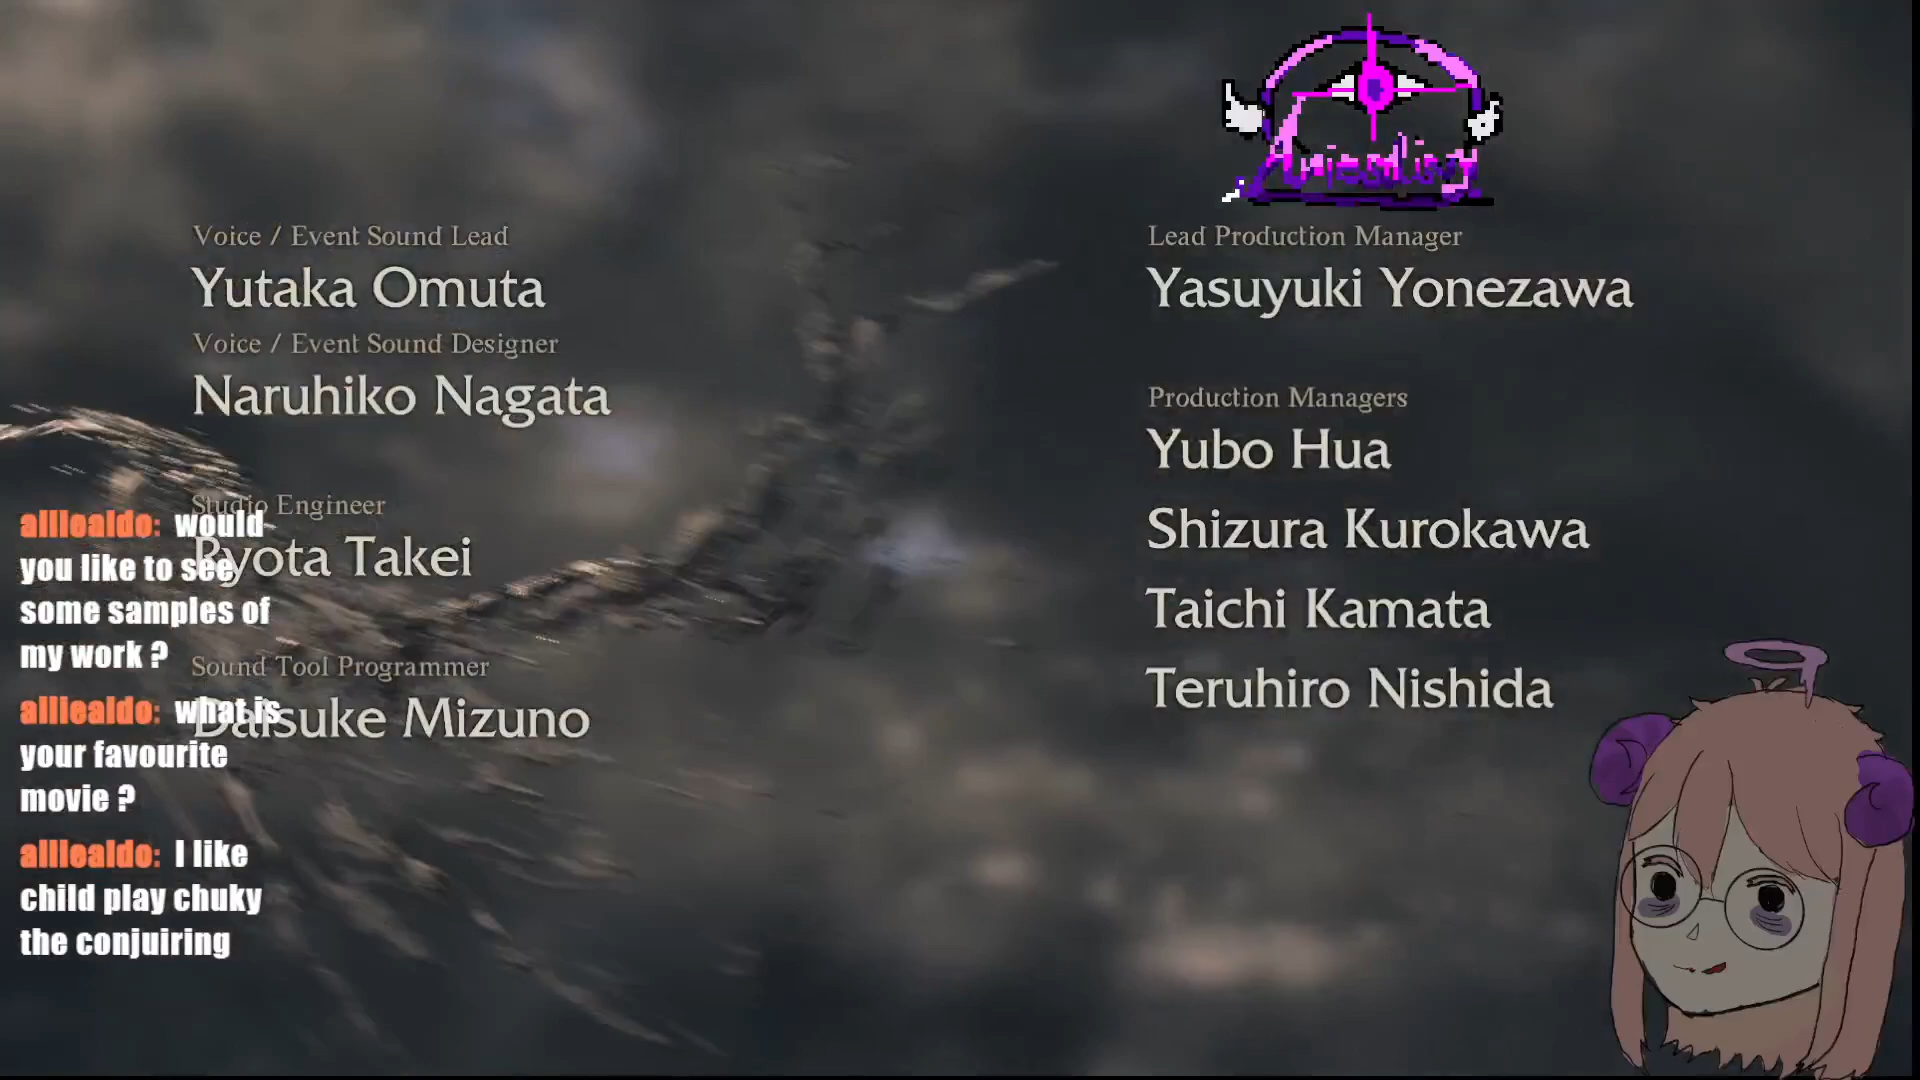 Voice / Event Sound Lead
Yutaka Omuta
Voice / Event Sound Designer
Naruhiko Nagata
Studio Engineer
Ryota Takei
Sound Tool Programmer
Daisuke Mizuno
Lead Production Manager
Yasuyuki Yonezawa
Production Managers
Yubo Hua
Shizura Kurokawa
Taichi Kamata
Teruhiro Nishida
alllealdo: would
you like to see
some samples of
my work ?
alllealdo: what is
your favourite
movie ?
alllealdo: I like
child play chuky
the conjuiring